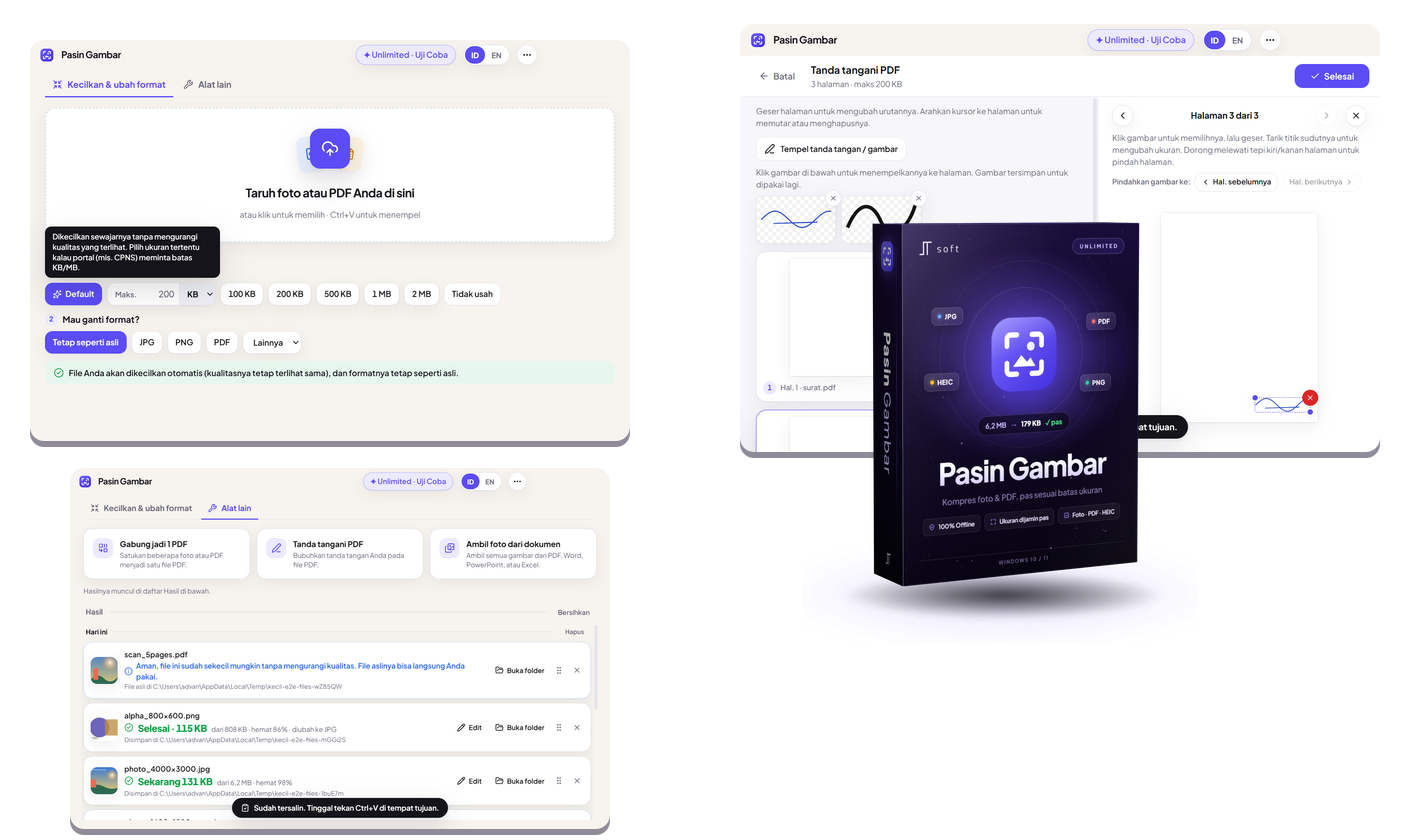 Pasin Gambar
Unlimited · Uji Coba
ID
EN
Kecilkan & ubah format
Alat lain
Taruh foto atau PDF Anda di sini
atau klik untuk memilih · Ctrl+V untuk menempel
Dikecilkan sewajarnya tanpa mengurangi
kualitas yang terlihat. Pilih ukuran tertentu
kalau portal (mis. CPNS) meminta batas
KB/MB.
Default
Maks. 200 KB
100 KB
200 KB
500 KB
1 MB
2 MB
Tidak usah
2 Mau ganti format?
Tetap seperti asli
JPG
PNG
PDF
Lainnya
File Anda akan dikecilkan otomatis (kualitasnya tetap terlihat sama), dan formatnya tetap seperti asli.
Pasin Gambar
Unlimited · Uji Coba
ID
EN
Batal
Tanda tangani PDF
3 halaman · maks 200 KB
Selesai
Geser halaman untuk mengubah urutannya. Arahkan kursor ke halaman untuk
memutar atau menghapusnya.
Tempel tanda tangan / gambar
Klik gambar di bawah untuk menempelkannya ke halaman. Gambar tersimpan untuk
dipakai lagi.
1 Hal. 1 · surat.pdf
Halaman 3 dari 3
Klik gambar untuk memilihnya, lalu geser. Tarik titik sudutnya untuk
mengubah ukuran. Dorong melewati tepi kiri/kanan halaman untuk
pindah halaman.
Pindahkan gambar ke:
Hal. sebelumnya
Hal. berikutnya
pat tujuan.
soft
UNLIMITED
JPG
PDF
HEIC
PNG
6,2 MB → 179 KB ✓ pas
Pasin Gambar
Kompres foto & PDF, pas sesuai batas ukuran
100% Offline
Ukuran dijamin pas
Foto · PDF · HEIC
WINDOWS 10 / 11
Pasin Gambar
Pasin Gambar
Unlimited · Uji Coba
ID
EN
Kecilkan & ubah format
Alat lain
Gabung jadi 1 PDF
Satukan beberapa foto atau PDF
menjadi satu file PDF.
Tanda tangani PDF
Bubuhkan tanda tangan Anda pada
file PDF.
Ambil foto dari dokumen
Ambil semua gambar dari PDF, Word,
PowerPoint, atau Excel.
Hasilnya muncul di daftar Hasil di bawah.
Hasil
Bersihkan
Hari ini
Hapus
scan_5pages.pdf
Aman, file ini sudah sekecil mungkin tanpa mengurangi kualitas. File aslinya bisa langsung Anda
pakai.
File asli di C:\Users\advan\AppData\Local\Temp\kecil-e2e-files-wZ85QW
Buka folder
alpha_800×600.png
Selesai · 115 KB dari 808 KB · hemat 86% · diubah ke JPG
Disimpan di C:\Users\advan\AppData\Local\Temp\kecil-e2e-files-mGGI2S
Edit
Buka folder
photo_4000×3000.jpg
Sekarang 131 KB dari 6,2 MB · hemat 98%
Disimpan di C:\Users\advan\AppData\Local\Temp\kecil-e2e-files-1buE7m
Edit
Buka folder
Sudah tersalin. Tinggal tekan Ctrl+V di tempat tujuan.